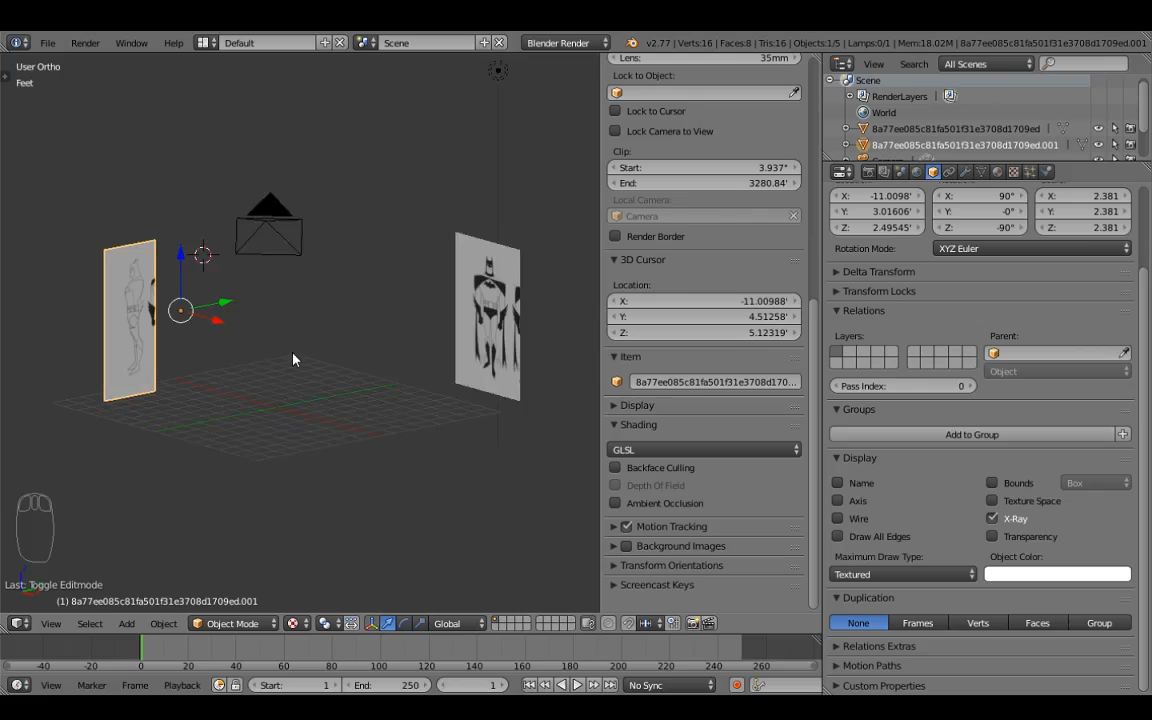 File Render Window Help Default Scene Blender Render v2.77 | Verts:16 | Faces:8 | Tris:16 | Objects:1/5 | Lamps:0/1 | Mem:18.02M | 8a77ee085c81fa501f31e3708d1709ed.001
User Ortho
Feet
Lens: 35mm
Lock to Object:
Lock to Cursor
Lock Camera to View
Clip:
Start: 3.937"
End: 3280.84'
Local Camera:
Camera
Render Border
3D Cursor
Location:
X: -11.00988'
Y: 4.51258'
Z: 5.12319'
Item
8a77ee085c81fa501f31e3708d170...
Display
Shading
GLSL
Backface Culling
Depth Of Field
Ambient Occlusion
Motion Tracking
Background Images
Transform Orientations
Screencast Keys
View Search All Scenes
Scene
RenderLayers
World
8a77ee085c81fa501f31e3708d1709ed
8a77ee085c81fa501f31e3708d1709ed.001
X: -11.0098' X: 90° X: 2.381
Y: 3.01606' Y: -0° Y: 2.381
Z: 2.49545' Z: -90° Z: 2.381
Rotation Mode: XYZ Euler
Delta Transform
Transform Locks
Relations
Layers: Parent:
Pass Index: 0 Object
Groups
Add to Group
Display
Name Bounds Box
Axis Texture Space
Wire X-Ray
Draw All Edges Transparency
Maximum Draw Type: Object Color:
Textured
Duplication
None Frames Verts Faces Group
Relations Extras
Motion Paths
Custom Properties
Last: Toggle Editmode
(1) 8a77ee085c81fa501f31e3708d1709ed.001
View Select Add Object Object Mode Global
-40 -20 0 20 40 60 80 100 120 140 160 180 200 220 240 260
View Marker Frame Playback Start: 1 End: 250 1 No Sync